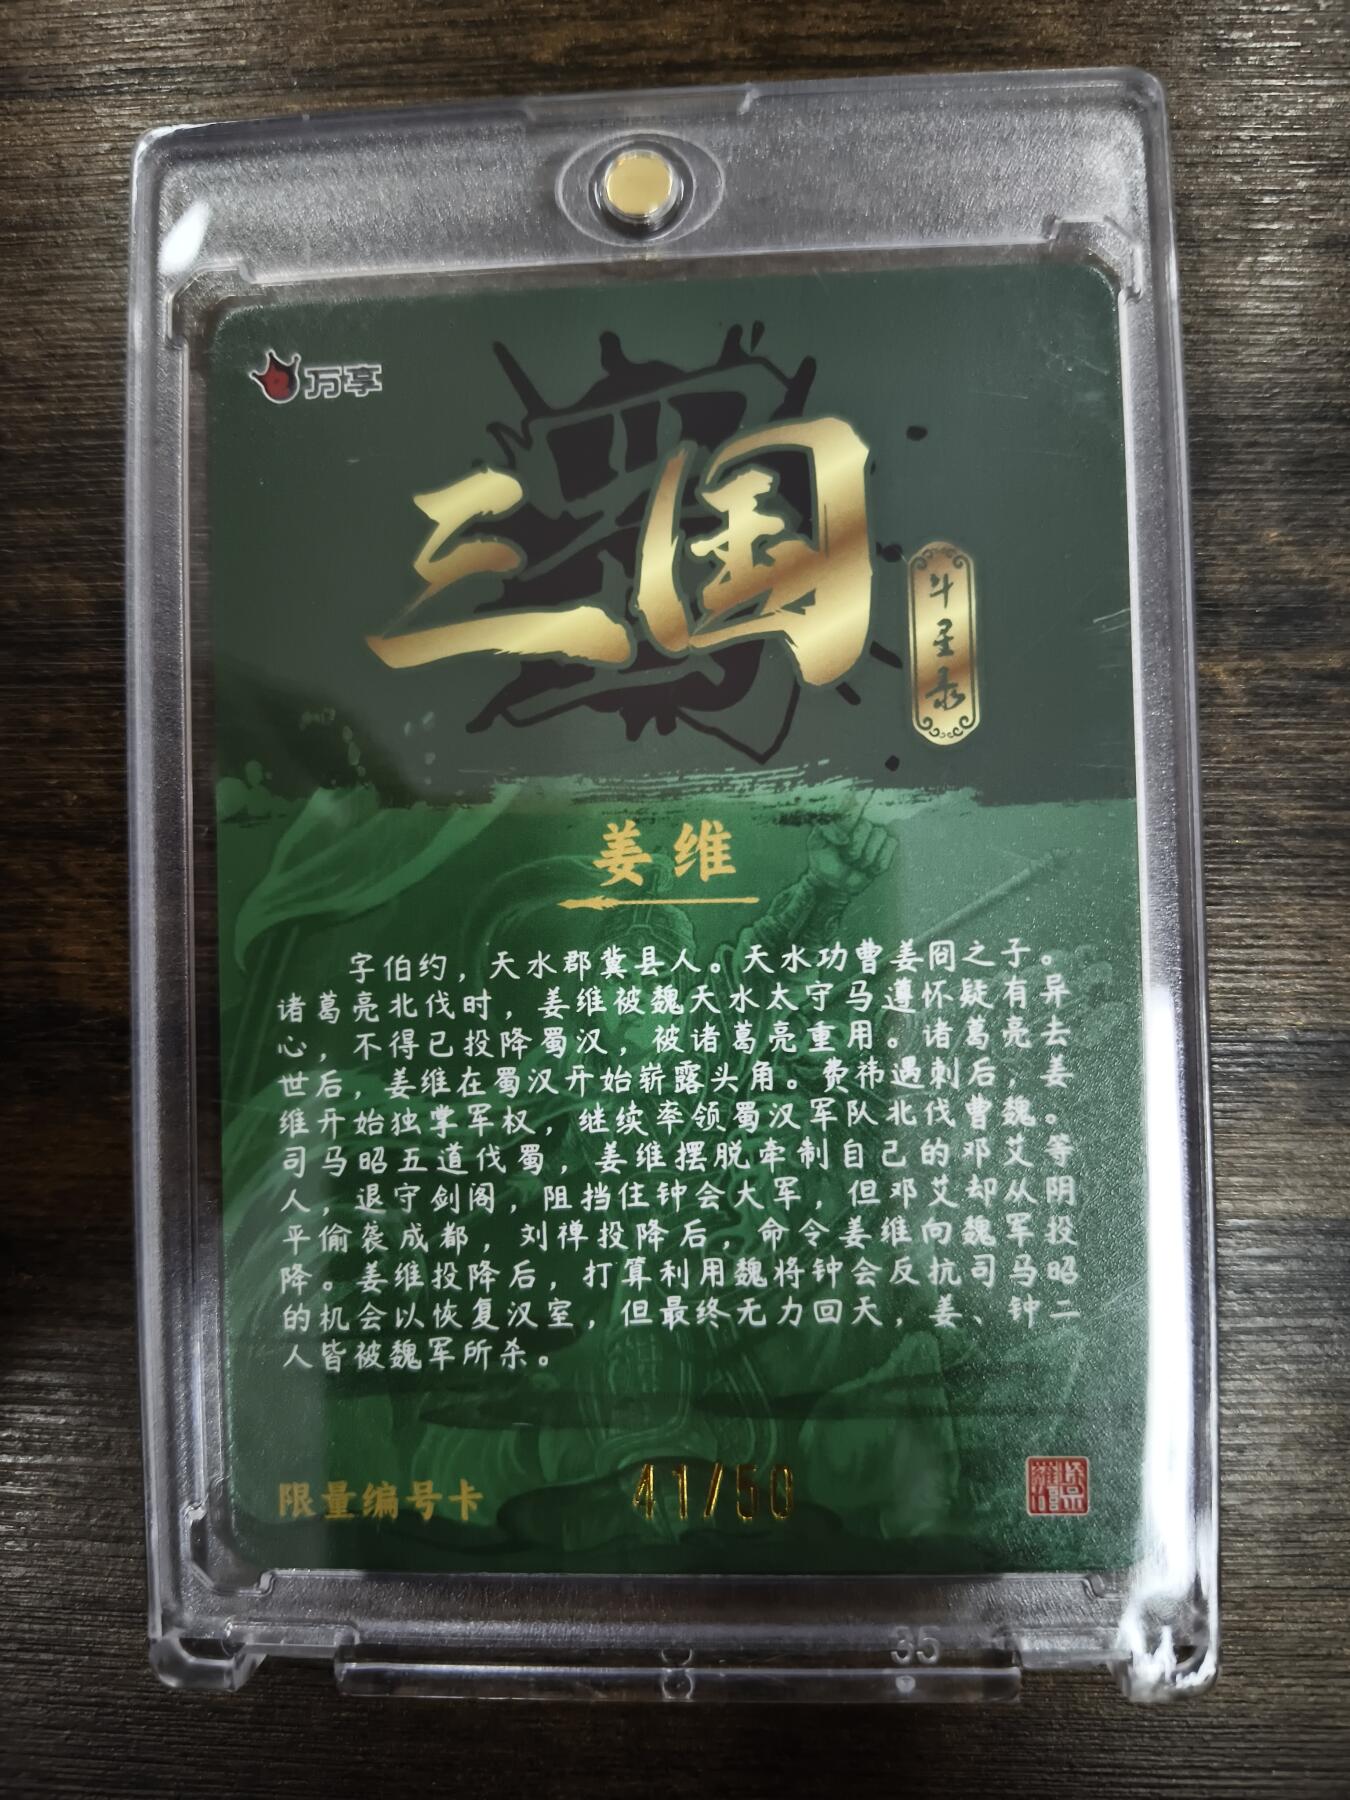 万享
三国
斗星录
姜维
字伯约，天水郡冀县人。天水功曹姜冏之子。
诸葛亮北伐时，姜维被魏天水太守马遵怀疑有异
心，不得已投降蜀汉，被诸葛亮重用。诸葛亮去
世后，姜维在蜀汉开始崭露头角。费祎遇刺后，姜
维开始独掌军权，继续率领蜀汉军队北伐曹魏。
司马昭五道伐蜀，姜维摆脱牵制自己的邓艾等
人，退守剑阁，阻挡住钟会大军，但邓艾却从阴
平偷袭成都，刘禅投降后，命令姜维向魏军投
降。姜维投降后，打算利用魏将钟会反抗司马昭
的机会以恢复汉室，但最终无力回天，姜、钟二
人皆被魏军所杀。
限量编号卡
41/50
35